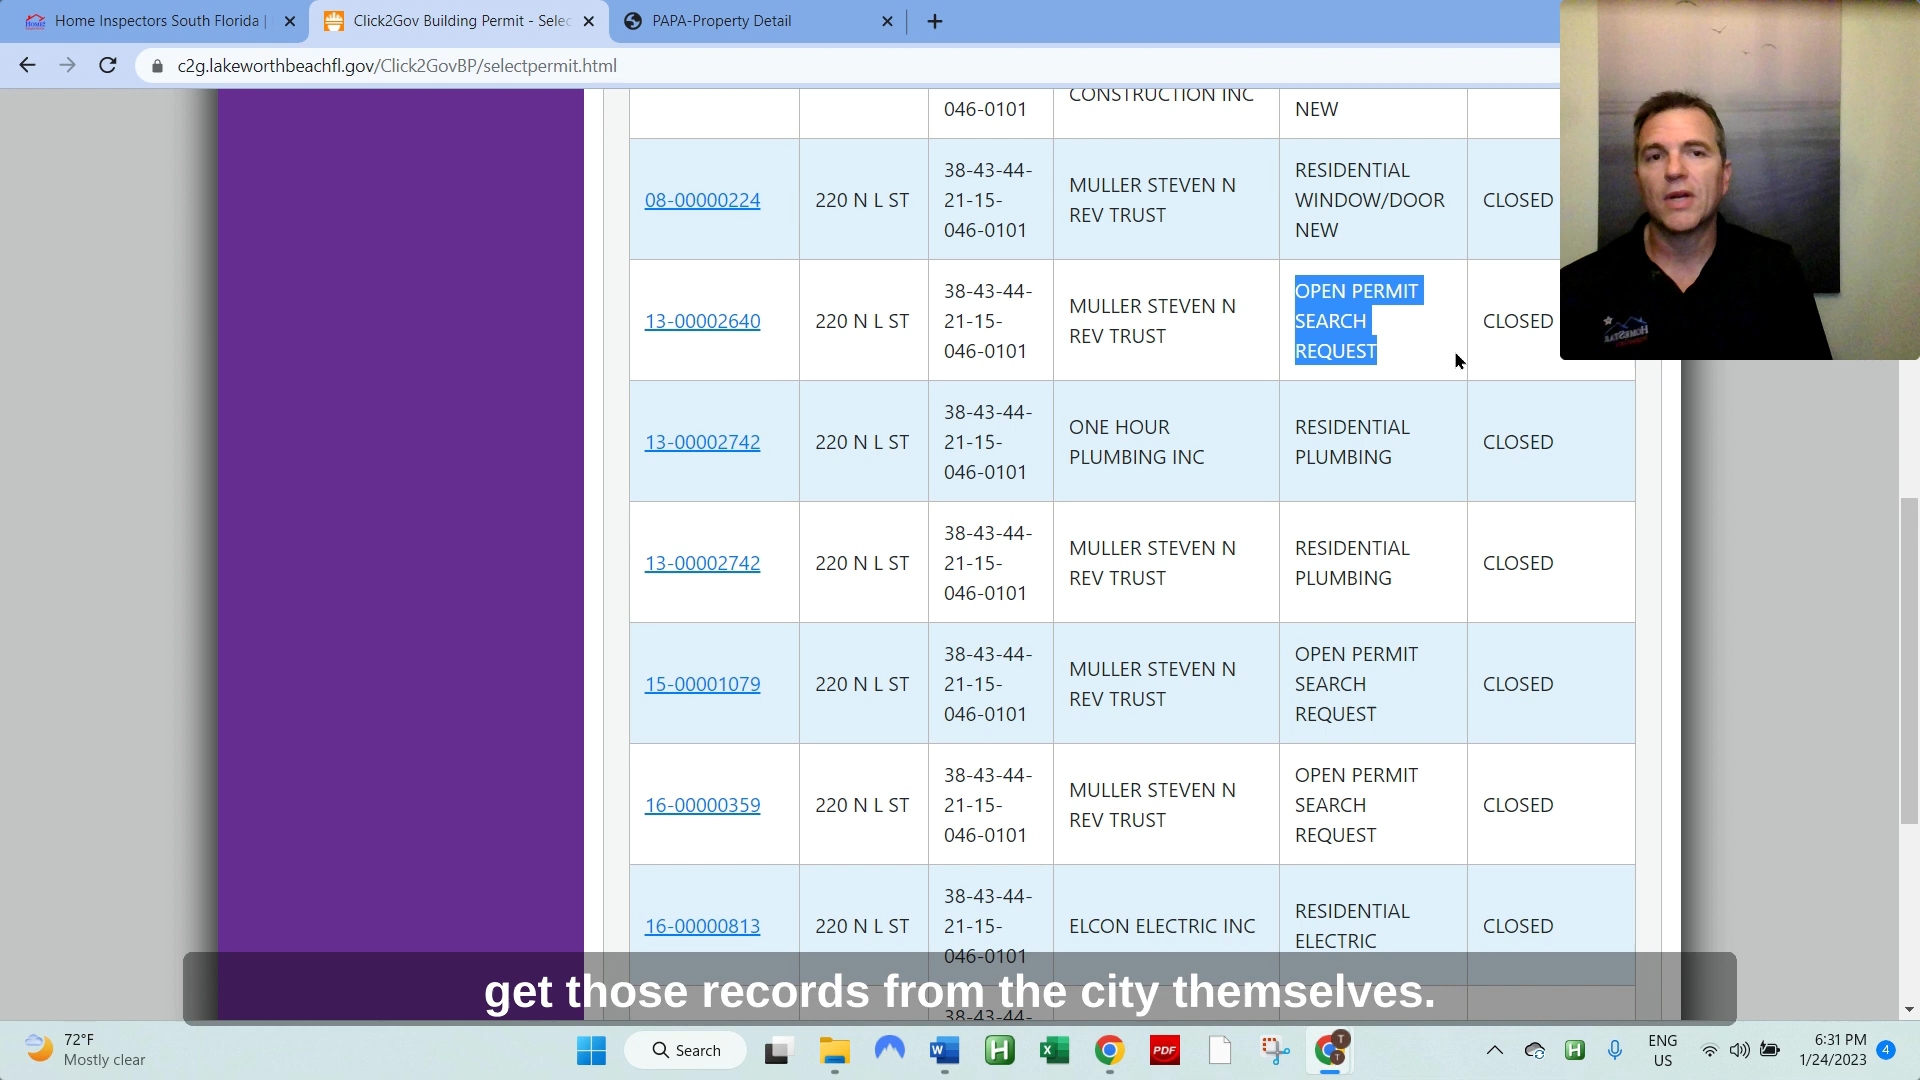 Home Inspectors South Florida |
Click2Gov Building Permit - Selec
PAPA-Property Detail
c2g.lakeworthbeachfl.gov/Click2GovBP/selectpermit.html
046-0101
CONSTRUCTION INC
NEW
08-00000224
220 N L ST
38-43-44-
21-15-
046-0101
MULLER STEVEN N
REV TRUST
RESIDENTIAL
WINDOW/DOOR
NEW
CLOSED
13-00002640
220 N L ST
38-43-44-
21-15-
046-0101
MULLER STEVEN N
REV TRUST
OPEN PERMIT
SEARCH
REQUEST
CLOSED
13-00002742
220 N L ST
38-43-44-
21-15-
046-0101
ONE HOUR
PLUMBING INC
RESIDENTIAL
PLUMBING
CLOSED
13-00002742
220 N L ST
38-43-44-
21-15-
046-0101
MULLER STEVEN N
REV TRUST
RESIDENTIAL
PLUMBING
CLOSED
15-00001079
220 N L ST
38-43-44-
21-15-
046-0101
MULLER STEVEN N
REV TRUST
OPEN PERMIT
SEARCH
REQUEST
CLOSED
16-00000359
220 N L ST
38-43-44-
21-15-
046-0101
MULLER STEVEN N
REV TRUST
OPEN PERMIT
SEARCH
REQUEST
CLOSED
16-00000813
220 N L ST
38-43-44-
21-15-
046-0101
ELCON ELECTRIC INC
RESIDENTIAL
ELECTRIC
CLOSED
38-43-44-
get those records from the city themselves.
72°F
Mostly clear
Search
PDF
ENG
US
6:31 PM
1/24/2023
4